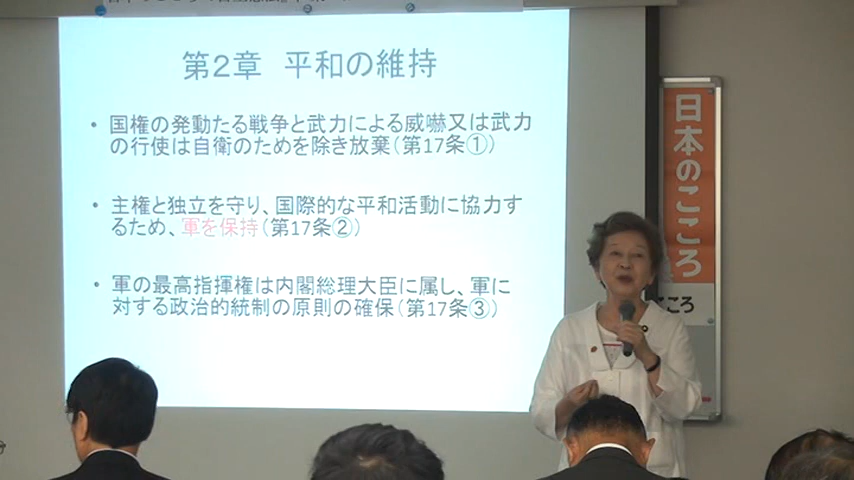 第2章 平和の維持
• 国権の発動たる戦争と武力による威嚇又は武力
の行使は自衛のためを除き放棄(第17条①)
• 主権と独立を守り、国際的な平和活動に協力す
るため、軍を保持(第17条②)
• 軍の最高指揮権は内閣総理大臣に属し、軍に
対する政治的統制の原則の確保(第17条③)
日本のこころ
こころ